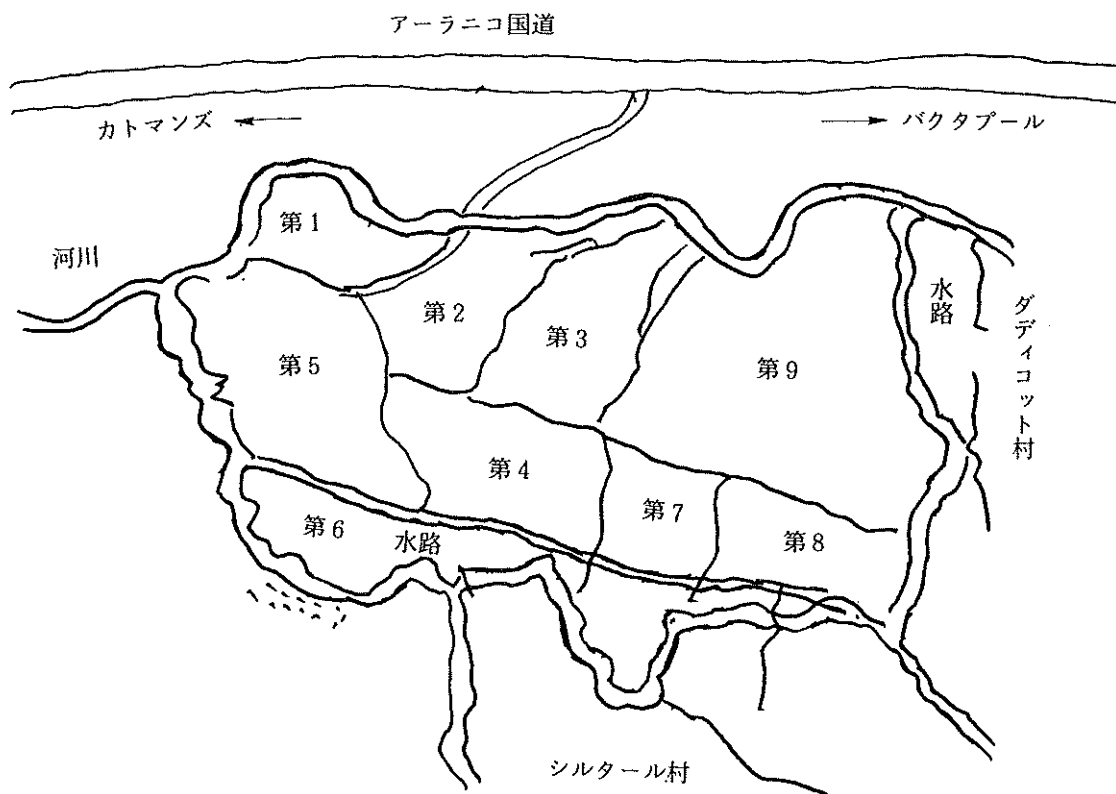 アーラニコ国道
カトマンズ ←
→ バクタプール
第1
河川
水路
ダディコット村
第2
第3
第5
第9
第4
第7
第6
水路
第8
シルタール村